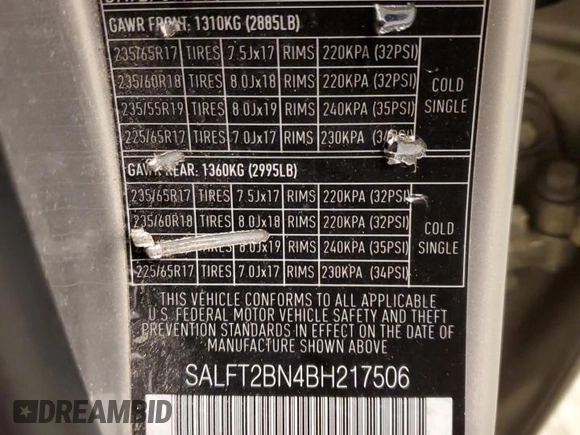 GAWR FRONT: 1310KG (2885LB)
235/65R17 TIRES 7.5Jx17 RIMS 220KPA (32PSI)
235/60R18 TIRES 8.0Jx18 RIMS 220KPA (32PSI) COLD
235/55R19 TIRES 8.0Jx19 RIMS 240KPA (35PSI) SINGLE
225/65R17 TIRES 7.0Jx17 RIMS 230KPA
GAWR REAR: 1360KG (2995LB)
235/65R17 TIRES 7.5Jx17 RIMS 220KPA (32PSI)
235/60R18 TIRES 8.0Jx18 RIMS 220KPA (32PSI) COLD
8.0Jx19 RIMS 240KPA (35PSI) SINGLE
225/65R17 TIRES 7.0Jx17 RIMS 230KPA (34PSI)
THIS VEHICLE CONFORMS TO ALL APPLICABLE
U.S. FEDERAL MOTOR VEHICLE SAFETY AND THEFT
PREVENTION STANDARDS IN EFFECT ON THE DATE OF
MANUFACTURE SHOWN ABOVE
SALFT2BN4BH217506
DREAMBID